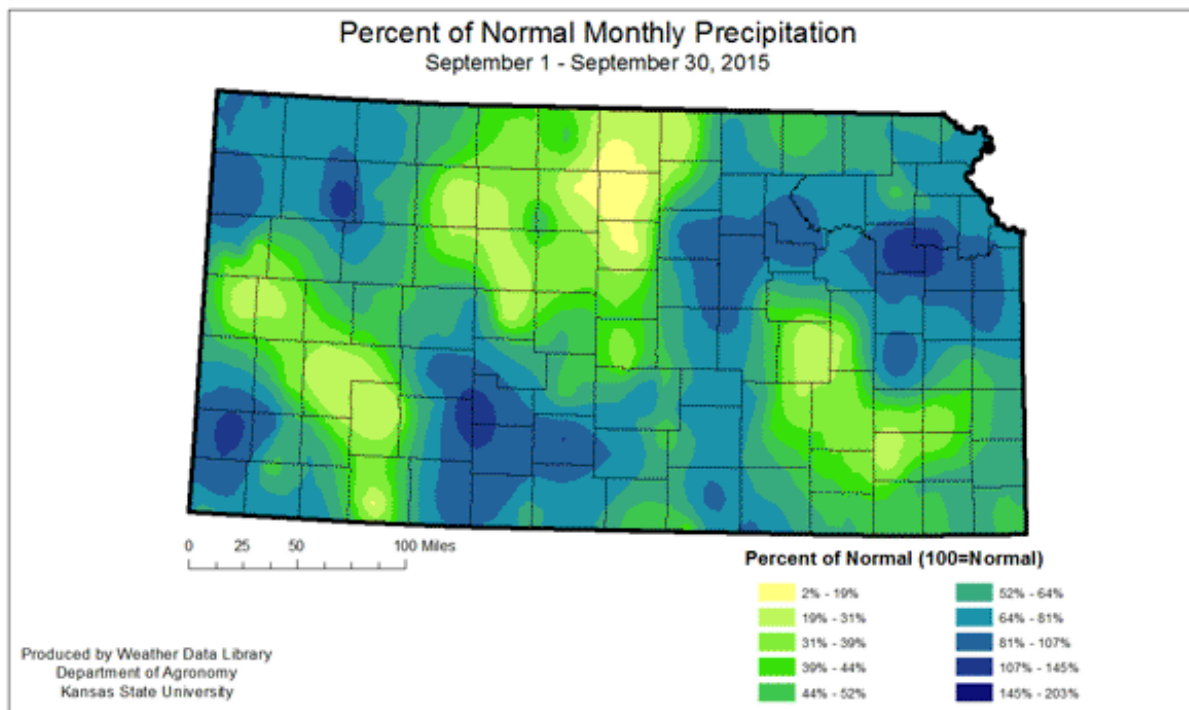 Percent of Normal Monthly Precipitation
September 1 - September 30, 2015
0 25 50 100 Miles
Percent of Normal (100=Normal)
2% - 19%
19% - 31%
31% - 39%
39% - 44%
44% - 52%
52% - 64%
64% - 81%
81% - 107%
107% - 145%
145% - 203%
Produced by Weather Data Library
Department of Agronomy
Kansas State University